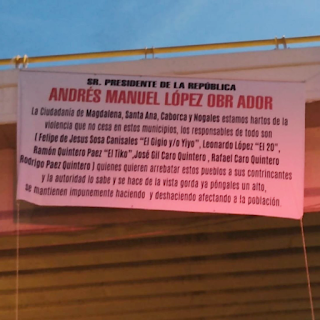 SR. PRESIDENTE DE LA REPÚBLICA
ANDRÉS MANUEL LÓPEZ OBR ADOR
La Ciudadanía de Magdalena, Santa Ana, Caborca y Nogales estamos hartos de la
violencia que no cesa en estos municipios, los responsables de todo son
( Felipe de Jesus Sosa Canisales "El Gigio y/o Yiyo", Leonardo López "El 20",
Ramón Quintero Paez "El Tiko",José Gil Caro Quintero , Rafael Caro Quintero
Rodrigo Paez Quintero ) quienes quieren arrebatar estos pueblos a sus contrincantes
y la autoridad lo sabe y se hace de la vista gorda ya póngales un alto,
se mantienen impunemente haciendo y deshaciendo afectando a la población.